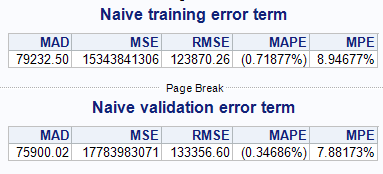 Naive training error term
MAD MSE RMSE MAPE MPE
79232.50 15343841306 123870.26 (0.71877%) 8.94677%
Page Break
Naive validation error term
MAD MSE RMSE MAPE MPE
75900.02 17783983071 133356.60 (0.34686%) 7.88173%